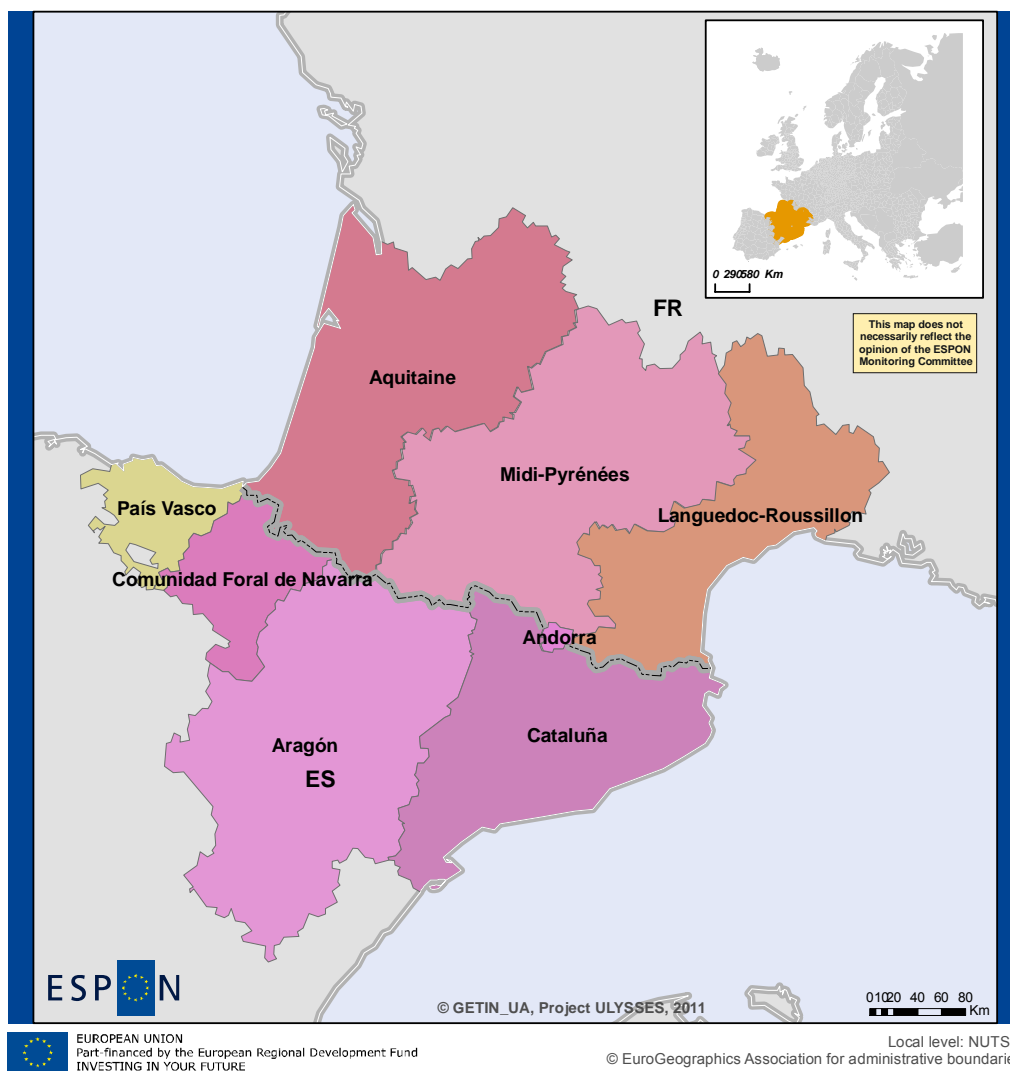 0 290580 Km
FR
This map does not
necessarily reflect the
opinion of the ESPON
Monitoring Committee
Aquitaine
Midi-Pyrénées
País Vasco
Languedoc-Roussillon
Comunidad Foral de Navarra
Andorra
Cataluña
Aragón
ES
ESPON
© GETIN_UA, Project ULYSSES, 2011
01020 40 60 80
Km
EUROPEAN UNION
Part-financed by the European Regional Development Fund
INVESTING IN YOUR FUTURE
Local level: NUTS
© EuroGeographics Association for administrative boundarie